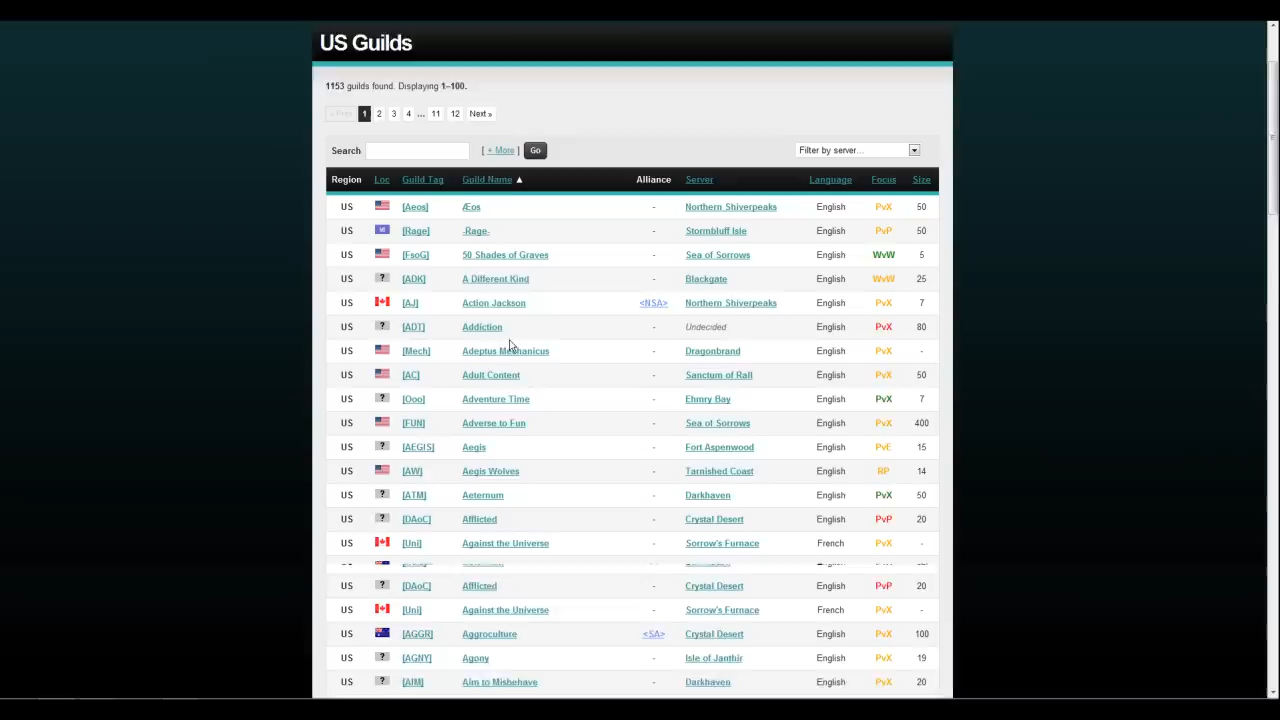 US Guilds
1153 guilds found. Displaying 1–100.
« Prev 1 2 3 4 ... 11 12 Next »
Search [ + More ] Go Filter by server...
Region Loc Guild Tag Guild Name ▲ Alliance Server Language Focus Size
US [Aeos] Æos - Northern Shiverpeaks English PvX 50
US [Rage] -Rage- - Stormbluff Isle English PvP 50
US [FsoG] 50 Shades of Graves - Sea of Sorrows English WvW 5
US ? [ADK] A Different Kind - Blackgate English WvW 25
US [AJ] Action Jackson <NSA> Northern Shiverpeaks English PvX 7
US ? [ADT] Addiction - Undecided English PvX 80
US [Mech] Adeptus Mechanicus - Dragonbrand English PvX -
US [AC] Adult Content - Sanctum of Rall English PvX 50
US ? [Ooo] Adventure Time - Ehmry Bay English PvX 7
US [FUN] Adverse to Fun - Sea of Sorrows English PvX 400
US ? [AEGIS] Aegis - Fort Aspenwood English PvE 15
US [AW] Aegis Wolves - Tarnished Coast English RP 14
US ? [ATM] Aeternum - Darkhaven English PvX 50
US ? [DAoC] Afflicted - Crystal Desert English PvP 20
US [Uni] Against the Universe - Sorrow's Furnace French PvX -
US ? [DAoC] Afflicted - Crystal Desert English PvP 20
US [Uni] Against the Universe - Sorrow's Furnace French PvX -
US [AGGR] Aggroculture <SA> Crystal Desert English PvX 100
US ? [AGNY] Agony - Isle of Janthir English PvX 19
US ? [AIM] Aim to Misbehave - Darkhaven English PvX 20